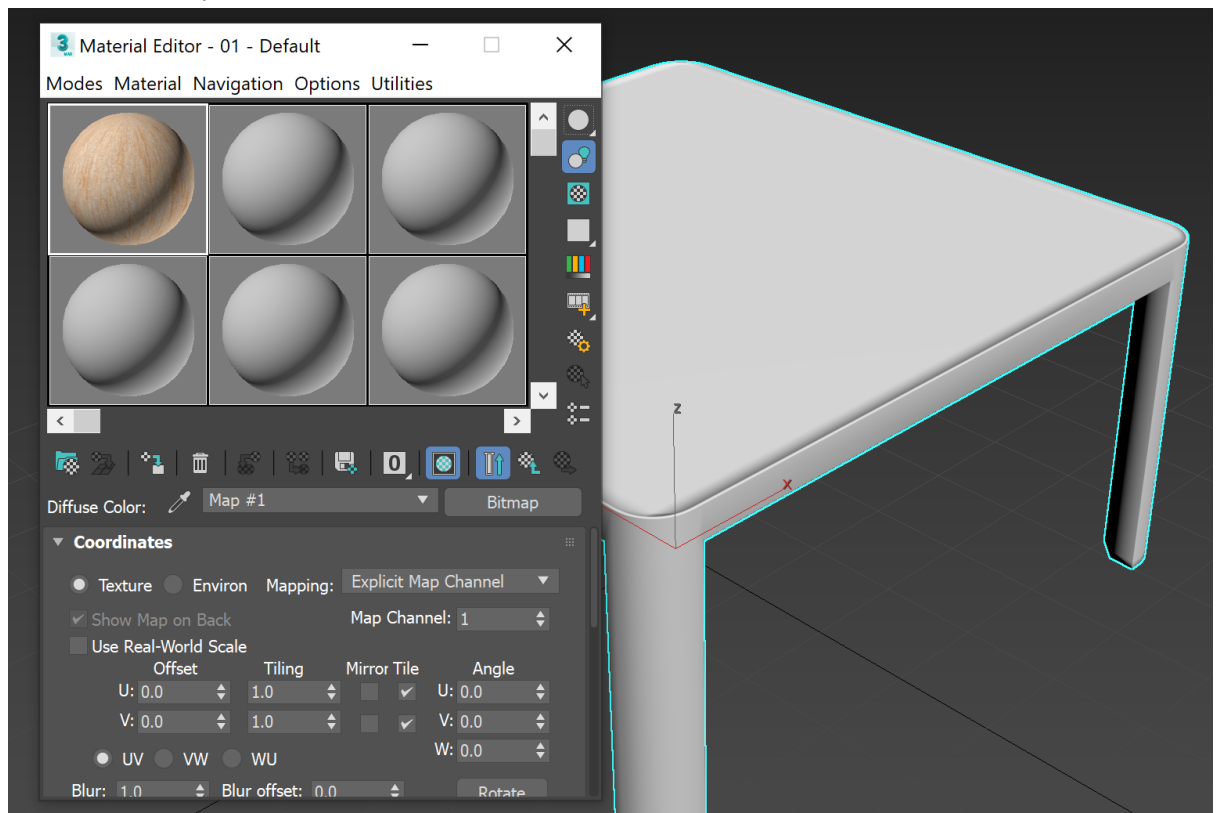 3 Material Editor - 01 - Default
Modes Material Navigation Options Utilities
0
Diffuse Color: Map #1 Bitmap
Coordinates
Texture Environ Mapping: Explicit Map Channel
Show Map on Back Map Channel: 1
Use Real-World Scale
Offset Tiling Mirror Tile Angle
U: 0.0 1.0 U: 0.0
V: 0.0 1.0 V: 0.0
W: 0.0
UV VW WU
Blur: 1.0 Blur offset: 0.0 Rotate
z
x